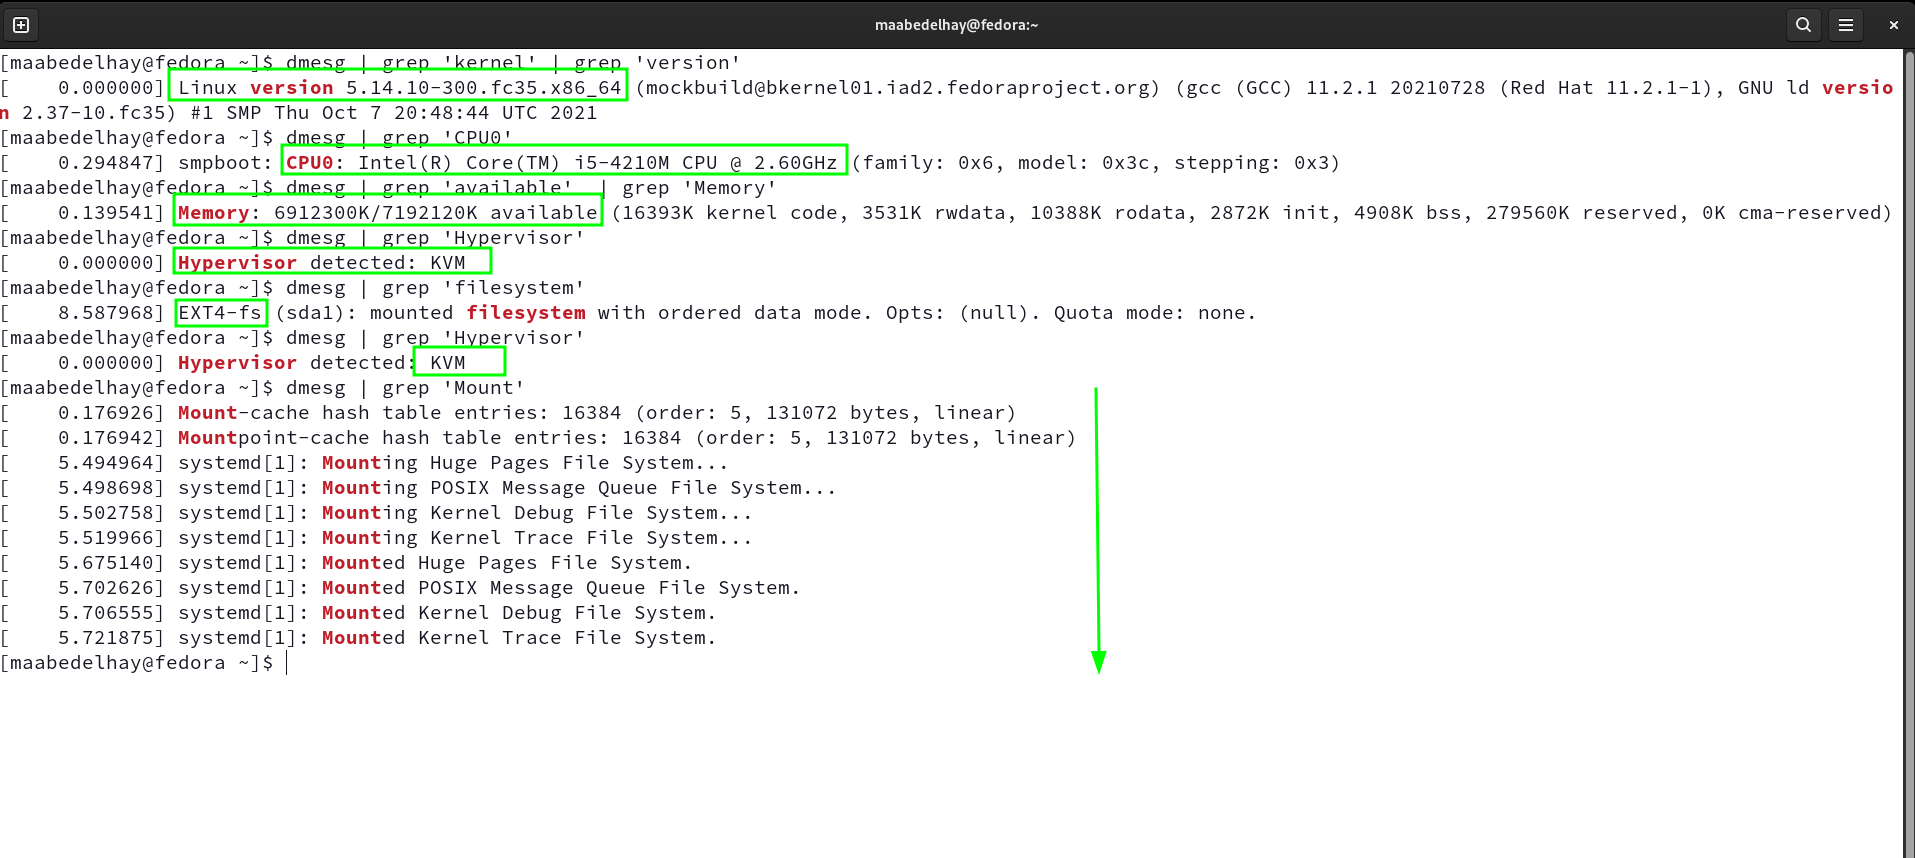 maabedelhay@fedora:~
[maabedelhay@fedora ~]$ dmesg | grep 'kernel' | grep 'version'
[    0.000000] Linux version 5.14.10-300.fc35.x86_64 (mockbuild@bkernel01.iad2.fedoraproject.org) (gcc (GCC) 11.2.1 20210728 (Red Hat 11.2.1-1), GNU ld versio
n 2.37-10.fc35) #1 SMP Thu Oct 7 20:48:44 UTC 2021
[maabedelhay@fedora ~]$ dmesg | grep 'CPU0'
[    0.294847] smpboot: CPU0: Intel(R) Core(TM) i5-4210M CPU @ 2.60GHz (family: 0x6, model: 0x3c, stepping: 0x3)
[maabedelhay@fedora ~]$ dmesg | grep 'available'  | grep 'Memory'
[    0.139541] Memory: 6912300K/7192120K available (16393K kernel code, 3531K rwdata, 10388K rodata, 2872K init, 4908K bss, 279560K reserved, 0K cma-reserved)
[maabedelhay@fedora ~]$ dmesg | grep 'Hypervisor'
[    0.000000] Hypervisor detected: KVM
[maabedelhay@fedora ~]$ dmesg | grep 'filesystem'
[    8.587968] EXT4-fs (sda1): mounted filesystem with ordered data mode. Opts: (null). Quota mode: none.
[maabedelhay@fedora ~]$ dmesg | grep 'Hypervisor'
[    0.000000] Hypervisor detected: KVM
[maabedelhay@fedora ~]$ dmesg | grep 'Mount'
[    0.176926] Mount-cache hash table entries: 16384 (order: 5, 131072 bytes, linear)
[    0.176942] Mountpoint-cache hash table entries: 16384 (order: 5, 131072 bytes, linear)
[    5.494964] systemd[1]: Mounting Huge Pages File System...
[    5.498698] systemd[1]: Mounting POSIX Message Queue File System...
[    5.502758] systemd[1]: Mounting Kernel Debug File System...
[    5.519966] systemd[1]: Mounting Kernel Trace File System...
[    5.675140] systemd[1]: Mounted Huge Pages File System.
[    5.702626] systemd[1]: Mounted POSIX Message Queue File System.
[    5.706555] systemd[1]: Mounted Kernel Debug File System.
[    5.721875] systemd[1]: Mounted Kernel Trace File System.
[maabedelhay@fedora ~]$